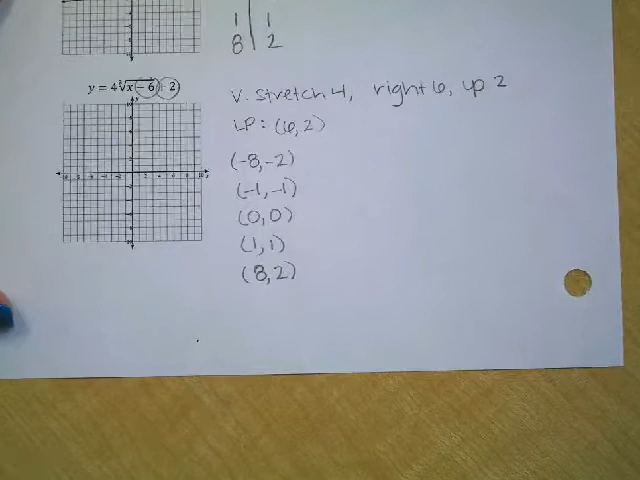 1 | 1
8 | 2
y = 4∛x − 6 + 2
V. stretch 4, right 6, up 2
LP: (6, 2)
(-8, -2)
(-1, -1)
(0, 0)
(1, 1)
(8, 2)